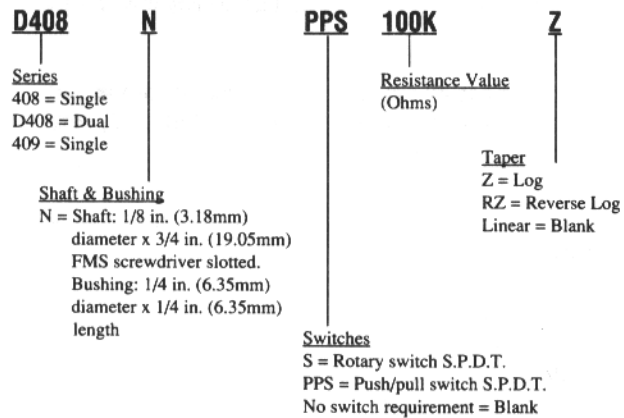 D408 N PPS 100K Z
Series
408 = Single
D408 = Dual
409 = Single
Resistance Value
(Ohms)
Taper
Z = Log
RZ = Reverse Log
Linear = Blank
Shaft & Bushing
N = Shaft: 1/8 in. (3.18mm)
diameter x 3/4 in. (19.05mm)
FMS screwdriver slotted.
Bushing: 1/4 in. (6.35mm)
diameter x 1/4 in. (6.35mm)
length
Switches
S = Rotary switch S.P.D.T.
PPS = Push/pull switch S.P.D.T.
No switch requirement = Blank